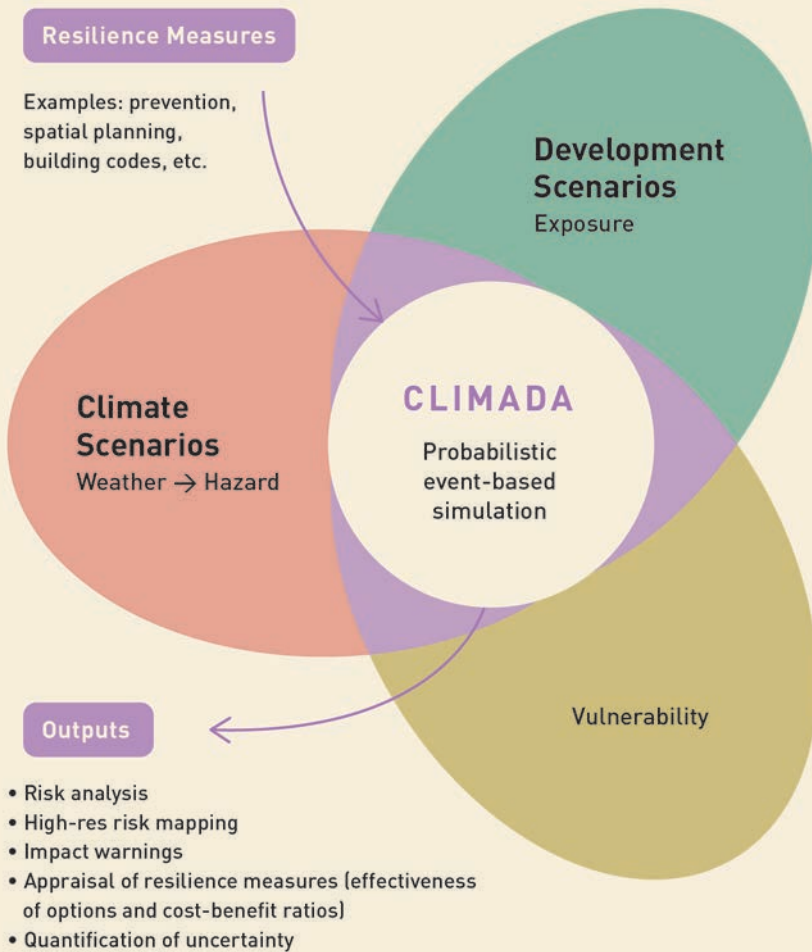 Resilience Measures
Examples: prevention,
spatial planning,
building codes, etc.
Development
Scenarios
Exposure
Climate
Scenarios
Weather → Hazard
CLIMADA
Probabilistic
event-based
simulation
Vulnerability
Outputs
• Risk analysis
• High-res risk mapping
• Impact warnings
• Appraisal of resilience measures (effectiveness
of options and cost-benefit ratios)
• Quantification of uncertainty